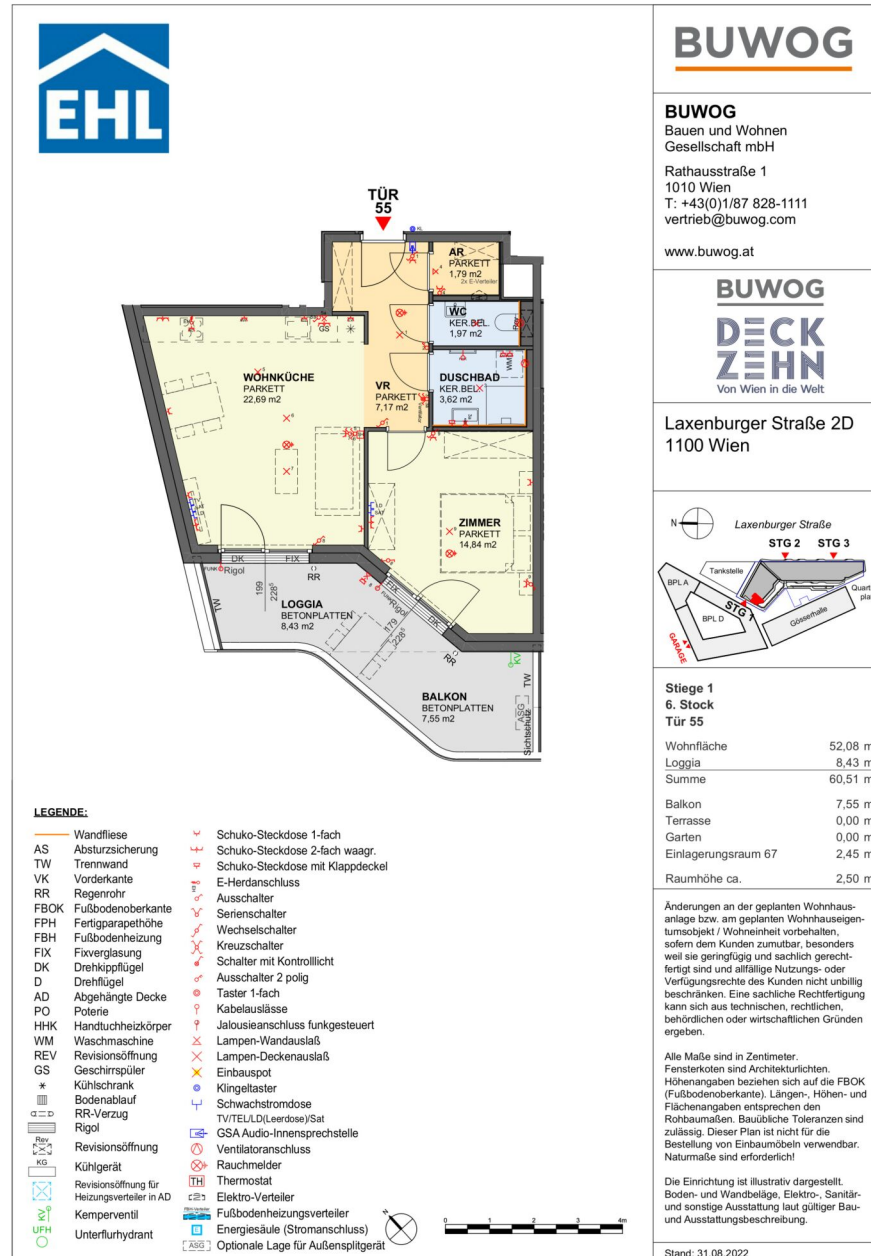 EHL
TÜR
55
KL
AR
PARKETT
1,79 m2
2x E-Verteiler
WC
KER.BEL.
1,97 m2
Rev
GS
WOHNKÜCHE
PARKETT
22,69 m2
VR
PARKETT
7,17 m2
DUSCHBAD
KER.BEL.
3,62 m2
WM
ZIMMER
PARKETT
14,84 m2
DK
FIX
FUNK
Rigol
RR
199
228⁵
TW
LOGGIA
BETONPLATTEN
8,43 m2
FIX
FUNK
Rigol
D
DK
179
228⁵
RR
KV
BALKON
BETONPLATTEN
7,55 m2
TW
ASG
Sichtschutz
LEGENDE:
Wandfliese
AS Absturzsicherung
TW Trennwand
VK Vorderkante
RR Regenrohr
FBOK Fußbodenoberkante
FPH Fertigparapethöhe
FBH Fußbodenheizung
FIX Fixverglasung
DK Drehkippflügel
D Drehflügel
AD Abgehängte Decke
PO Poterie
HHK Handtuchheizkörper
WM Waschmaschine
REV Revisionsöffnung
GS Geschirrspüler
* Kühlschrank
Bodenablauf
RR-Verzug
Rigol
Rev Revisionsöffnung
KG Kühlgerät
Revisionsöffnung für
Heizungsverteiler in AD
KV Kemperventil
UFH Unterflurhydrant
Schuko-Steckdose 1-fach
Schuko-Steckdose 2-fach waagr.
Schuko-Steckdose mit Klappdeckel
E-Herdanschluss
Ausschalter
Serienschalter
Wechselschalter
Kreuzschalter
Schalter mit Kontrolllicht
Ausschalter 2 polig
Taster 1-fach
Kabelauslässe
Jalousieanschluss funkgesteuert
Lampen-Wandauslaß
Lampen-Deckenauslaß
Einbauspot
Klingeltaster
Schwachstromdose
TV/TEL/LD(Leerdose)/Sat
GSA Audio-Innensprechstelle
Ventilatoranschluss
Rauchmelder
TH Thermostat
Elektro-Verteiler
Fußbodenheizungsverteiler
Energiesäule (Stromanschluss)
ASG Optionale Lage für Außensplitgerät
N
0 1 2 3 4m
BUWOG
BUWOG
Bauen und Wohnen
Gesellschaft mbH
Rathausstraße 1
1010 Wien
T: +43(0)1/87 828-1111
vertrieb@buwog.com
www.buwog.at
BUWOG
DECK
ZEHN
Von Wien in die Welt
Laxenburger Straße 2D
1100 Wien
N
Laxenburger Straße
STG 2 STG 3
Tankstelle
BPL A
STG 1
BPL D
Gösserhalle
GARAGE
Stiege 1
6. Stock
Tür 55
Wohnfläche 52,08 m
Loggia 8,43 m
Summe 60,51 m
Balkon 7,55 m
Terrasse 0,00 m
Garten 0,00 m
Einlagerungsraum 67 2,45 m
Raumhöhe ca. 2,50 m
Änderungen an der geplanten Wohnhaus-
anlage bzw. am geplanten Wohnhauseigen-
tumsobjekt / Wohneinheit vorbehalten,
sofern dem Kunden zumutbar, besonders
weil sie geringfügig und sachlich gerecht-
fertigt sind und allfällige Nutzungs- oder
Verfügungsrechte des Kunden nicht unbillig
beschränken. Eine sachliche Rechtfertigung
kann sich aus technischen, rechtlichen,
behördlichen oder wirtschaftlichen Gründen
ergeben.
Alle Maße sind in Zentimeter.
Fensterkoten sind Architekturlichten.
Höhenangaben beziehen sich auf die FBOK
(Fußbodenoberkante). Längen-, Höhen- und
Flächenangaben entsprechen den
Rohbaumaßen. Bauübliche Toleranzen sind
zulässig. Dieser Plan ist nicht für die
Bestellung von Einbaumöbeln verwendbar.
Naturmaße sind erforderlich!
Die Einrichtung ist illustrativ dargestellt.
Boden- und Wandbeläge, Elektro-, Sanitär-
und sonstige Ausstattung laut gültiger Bau-
und Ausstattungsbeschreibung.
Stand: 31.08.2022